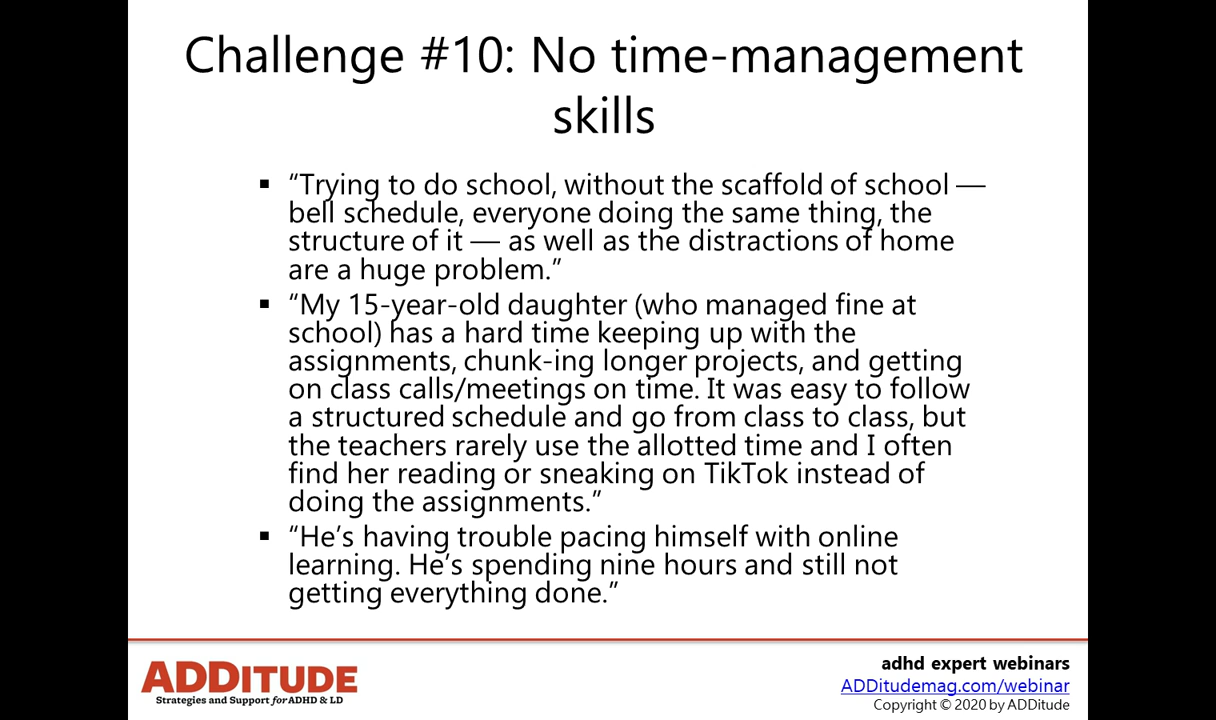 Challenge #10: No time-management
skills
▪ “Trying to do school, without the scaffold of school —
bell schedule, everyone doing the same thing, the
structure of it — as well as the distractions of home
are a huge problem.”
▪ “My 15-year-old daughter (who managed fine at
school) has a hard time keeping up with the
assignments, chunk-ing longer projects, and getting
on class calls/meetings on time. It was easy to follow
a structured schedule and go from class to class, but
the teachers rarely use the allotted time and I often
find her reading or sneaking on TikTok instead of
doing the assignments.”
▪ “He’s having trouble pacing himself with online
learning. He’s spending nine hours and still not
getting everything done.”
ADDITUDE
Strategies and Support for ADHD & LD
adhd expert webinars
ADDitudemag.com/webinar
Copyright © 2020 by ADDitude